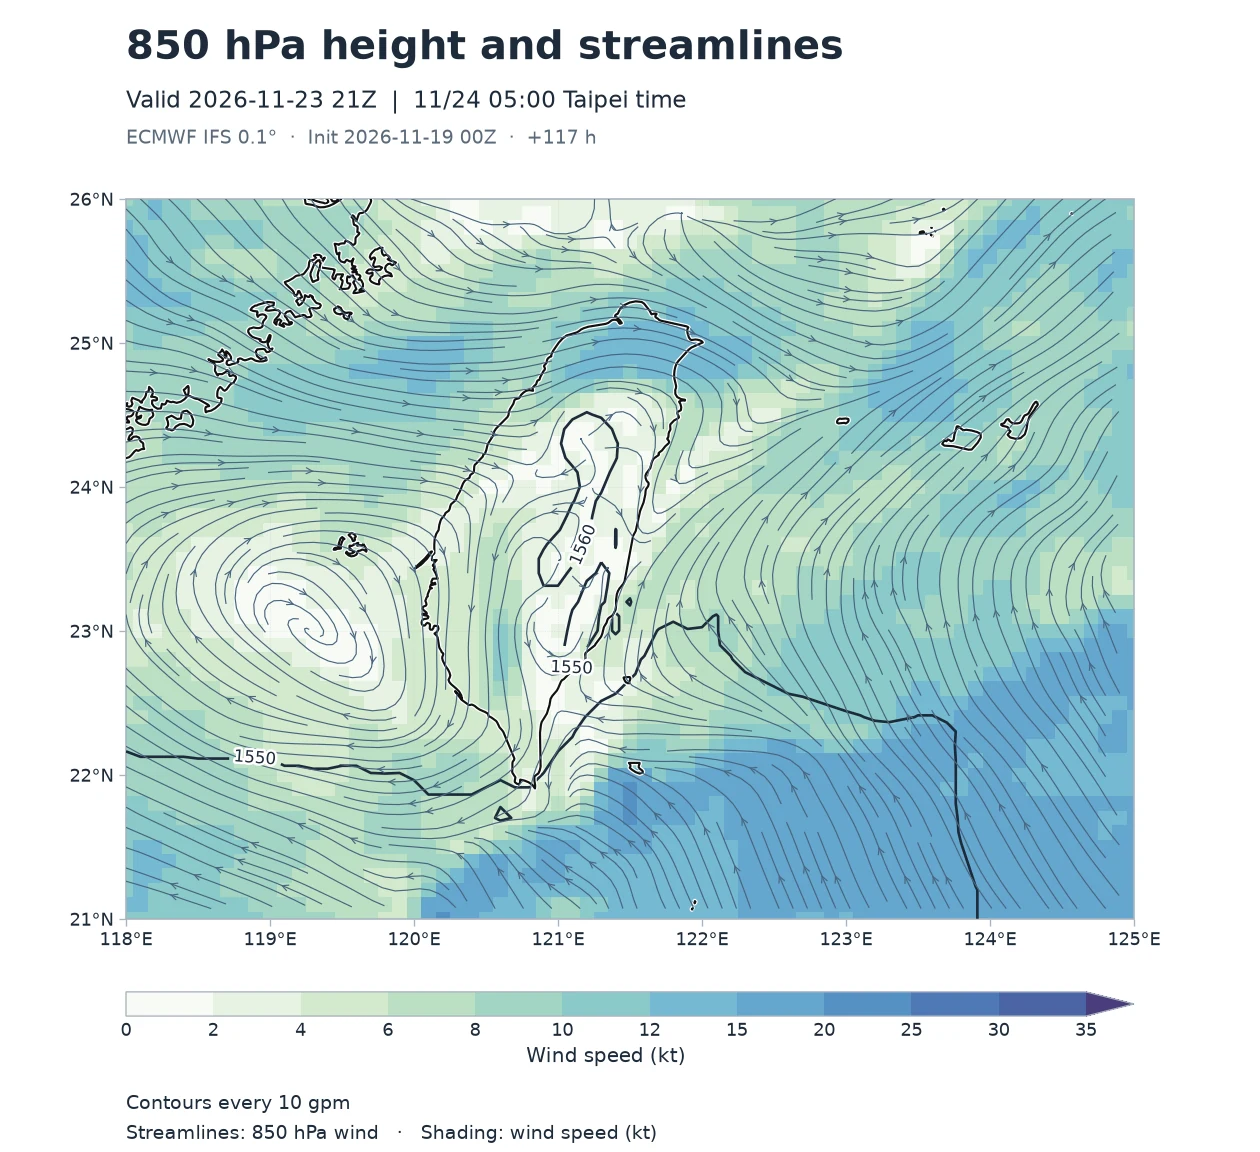 850 hPa height and streamlines
Valid 2026-11-23 21Z | 11/24 05:00 Taipei time
ECMWF IFS 0.1° · Init 2026-11-19 00Z · +117 h
26°N
25°N
24°N
23°N
22°N
21°N
1560
1550
1550
118°E 119°E 120°E 121°E 122°E 123°E 124°E 125°E
0 2 4 6 8 10 12 15 20 25 30 35
Wind speed (kt)
Contours every 10 gpm
Streamlines: 850 hPa wind · Shading: wind speed (kt)